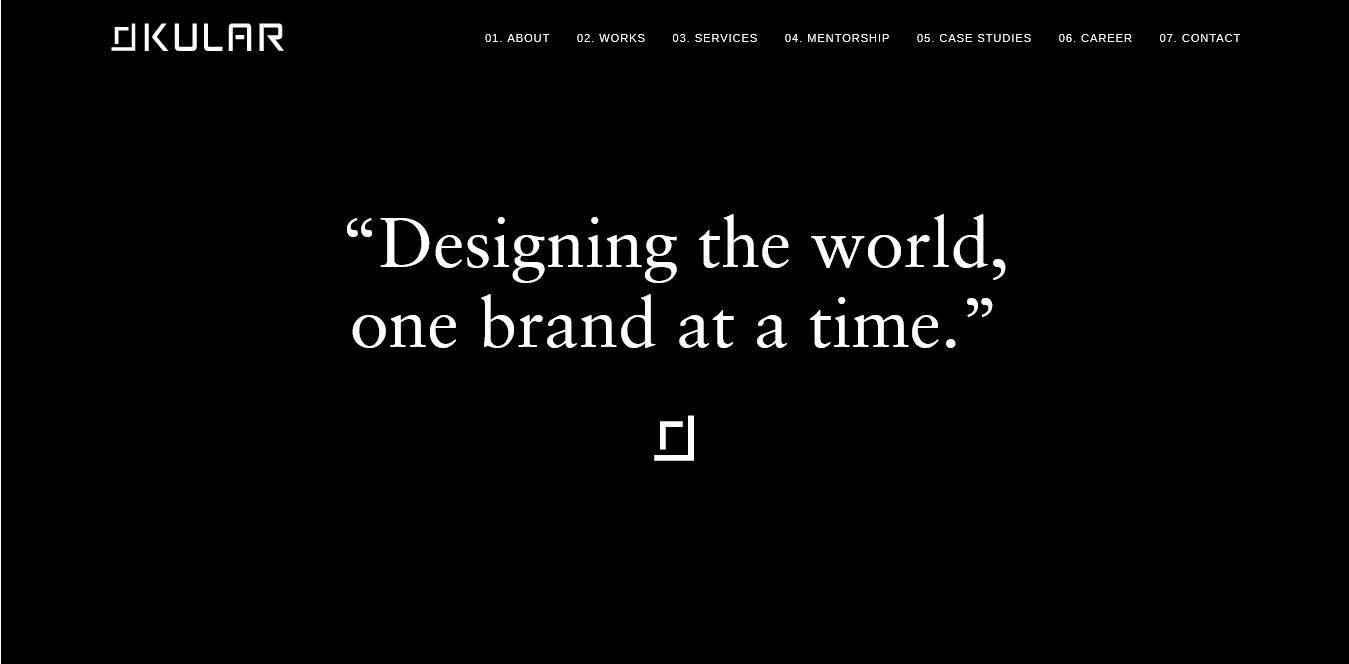 OKULAR
01. ABOUT 02. WORKS 03. SERVICES 04. MENTORSHIP 05. CASE STUDIES 06. CAREER 07. CONTACT
“Designing the world,
one brand at a time.”